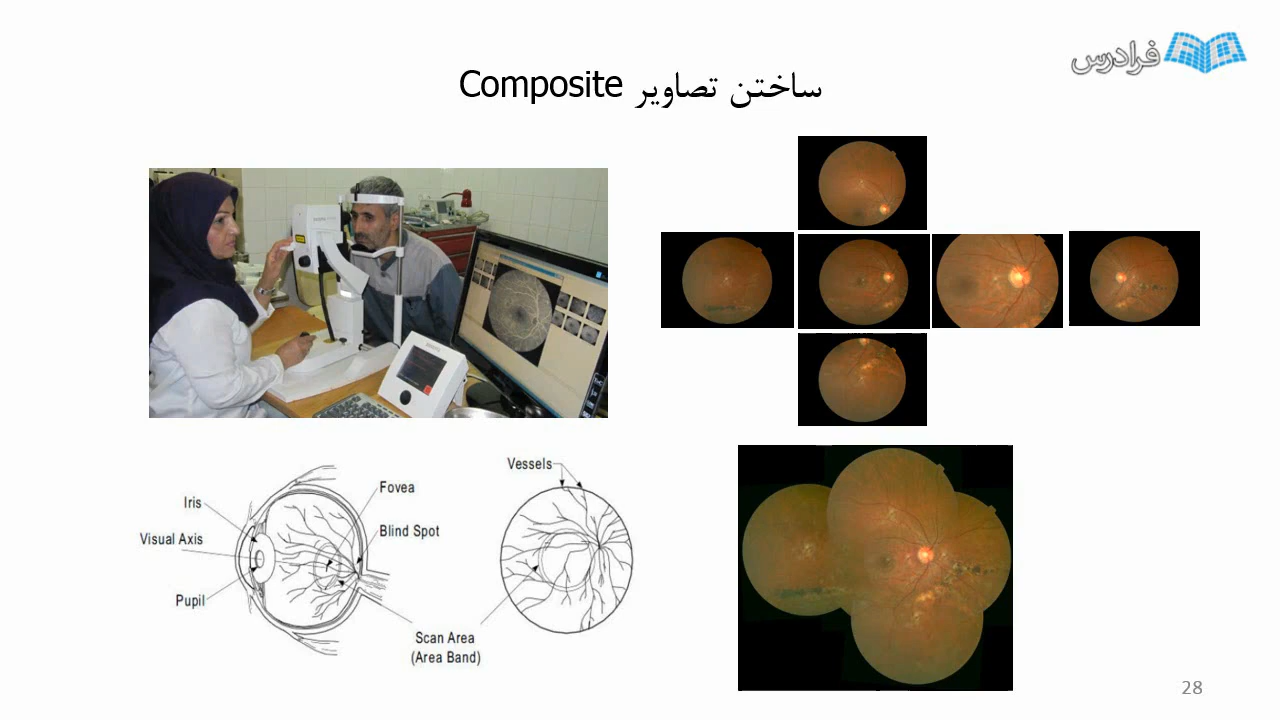 فرادرس
ساختن تصاویر Composite
Vessels
Fovea
Iris
Blind Spot
Visual Axis
Pupil
Scan Area
(Area Band)
28